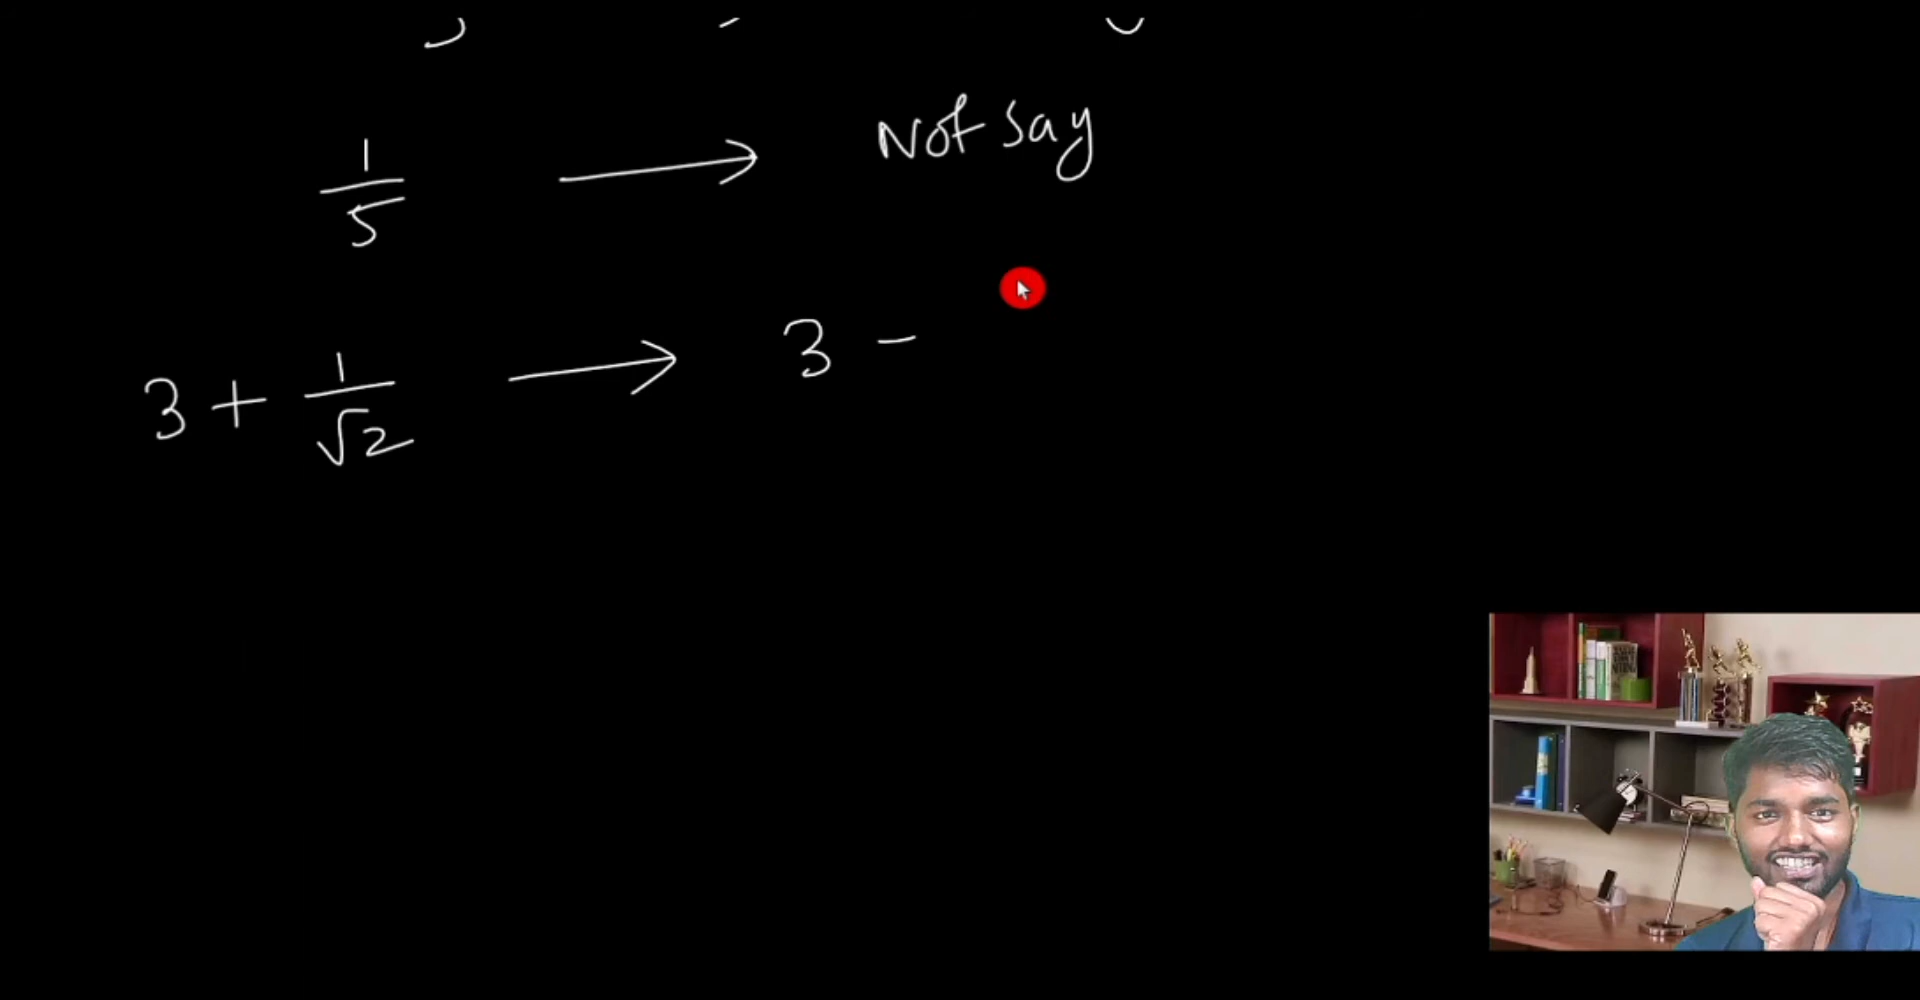 1/5 → Not Say
3 + 1/√2 → 3 -